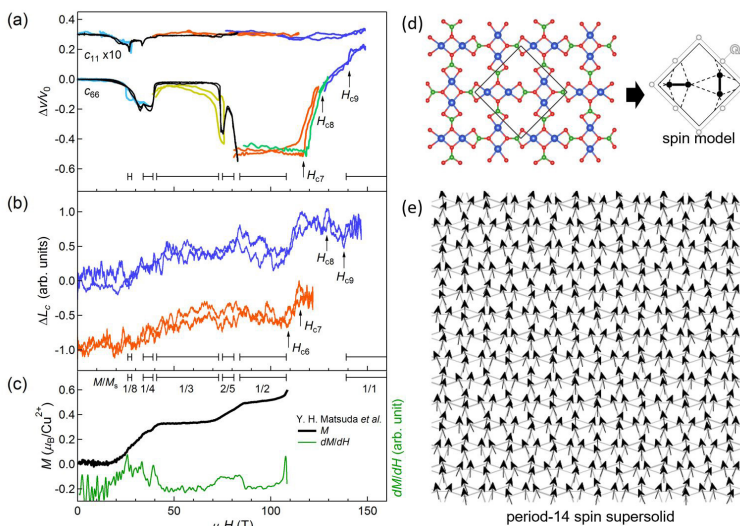 (a)
0.4
0.2
c11 x10
0.0
c66
-0.2
-0.4
-0.6
Δv/v0
Hc9
Hc8
Hc7
(b)
1.0
0.5
0.0
-0.5
-1.0
ΔLc (arb. units)
Hc8
Hc9
Hc7
Hc6
(c)
M/Ms 1/8 1/4 1/3 2/5 1/2 1/1
0.6
0.4
0.2
0.0
-0.2
M (μB/Cu2+)
Y. H. Matsuda et al.
M
dM/dH
dM/dH (arb. unit)
0 50 100 150
(d)
spin model
(e)
period-14 spin supersolid